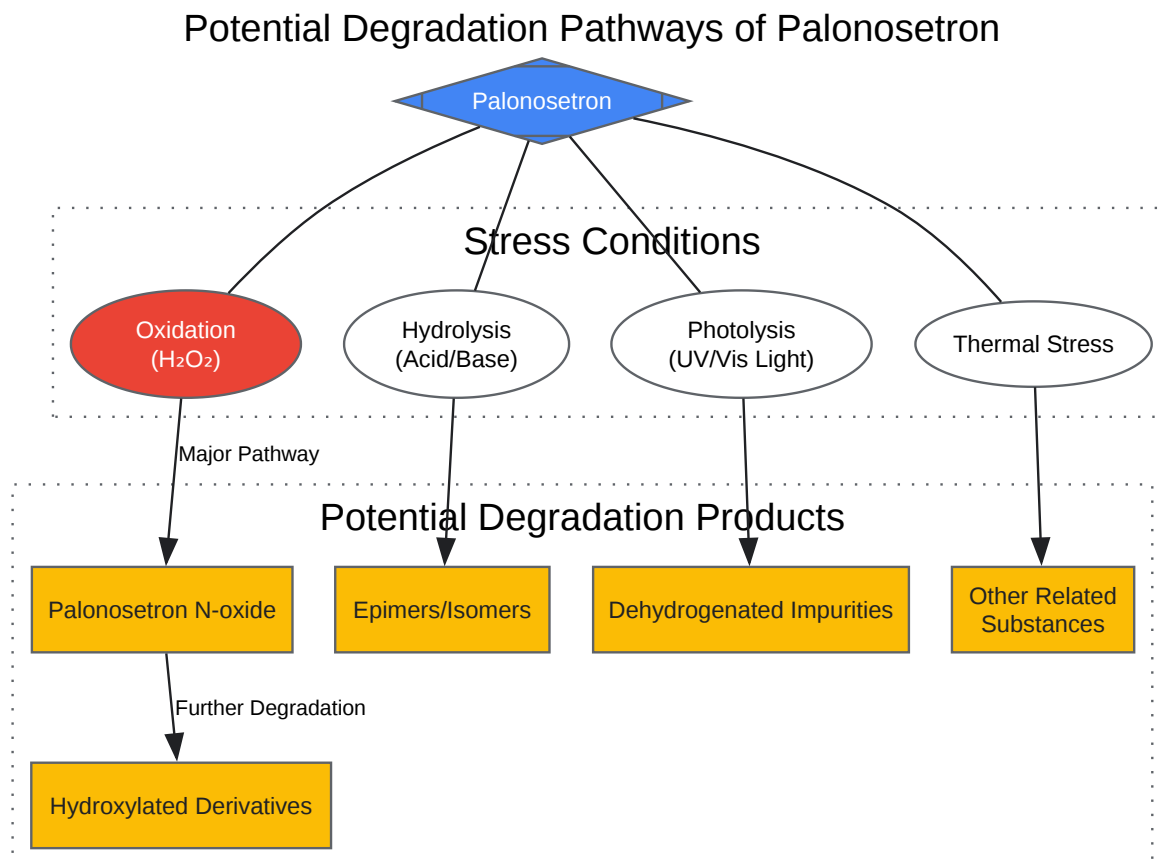 Potential Degradation Pathways of Palonosetron
Palonosetron
Stress Conditions
Oxidation
(H₂O₂)
Hydrolysis
(Acid/Base)
Photolysis
(UV/Vis Light)
Thermal Stress
Major Pathway
Potential Degradation Products
Palonosetron N-oxide
Epimers/Isomers
Dehydrogenated Impurities
Other Related
Substances
Further Degradation
Hydroxylated Derivatives